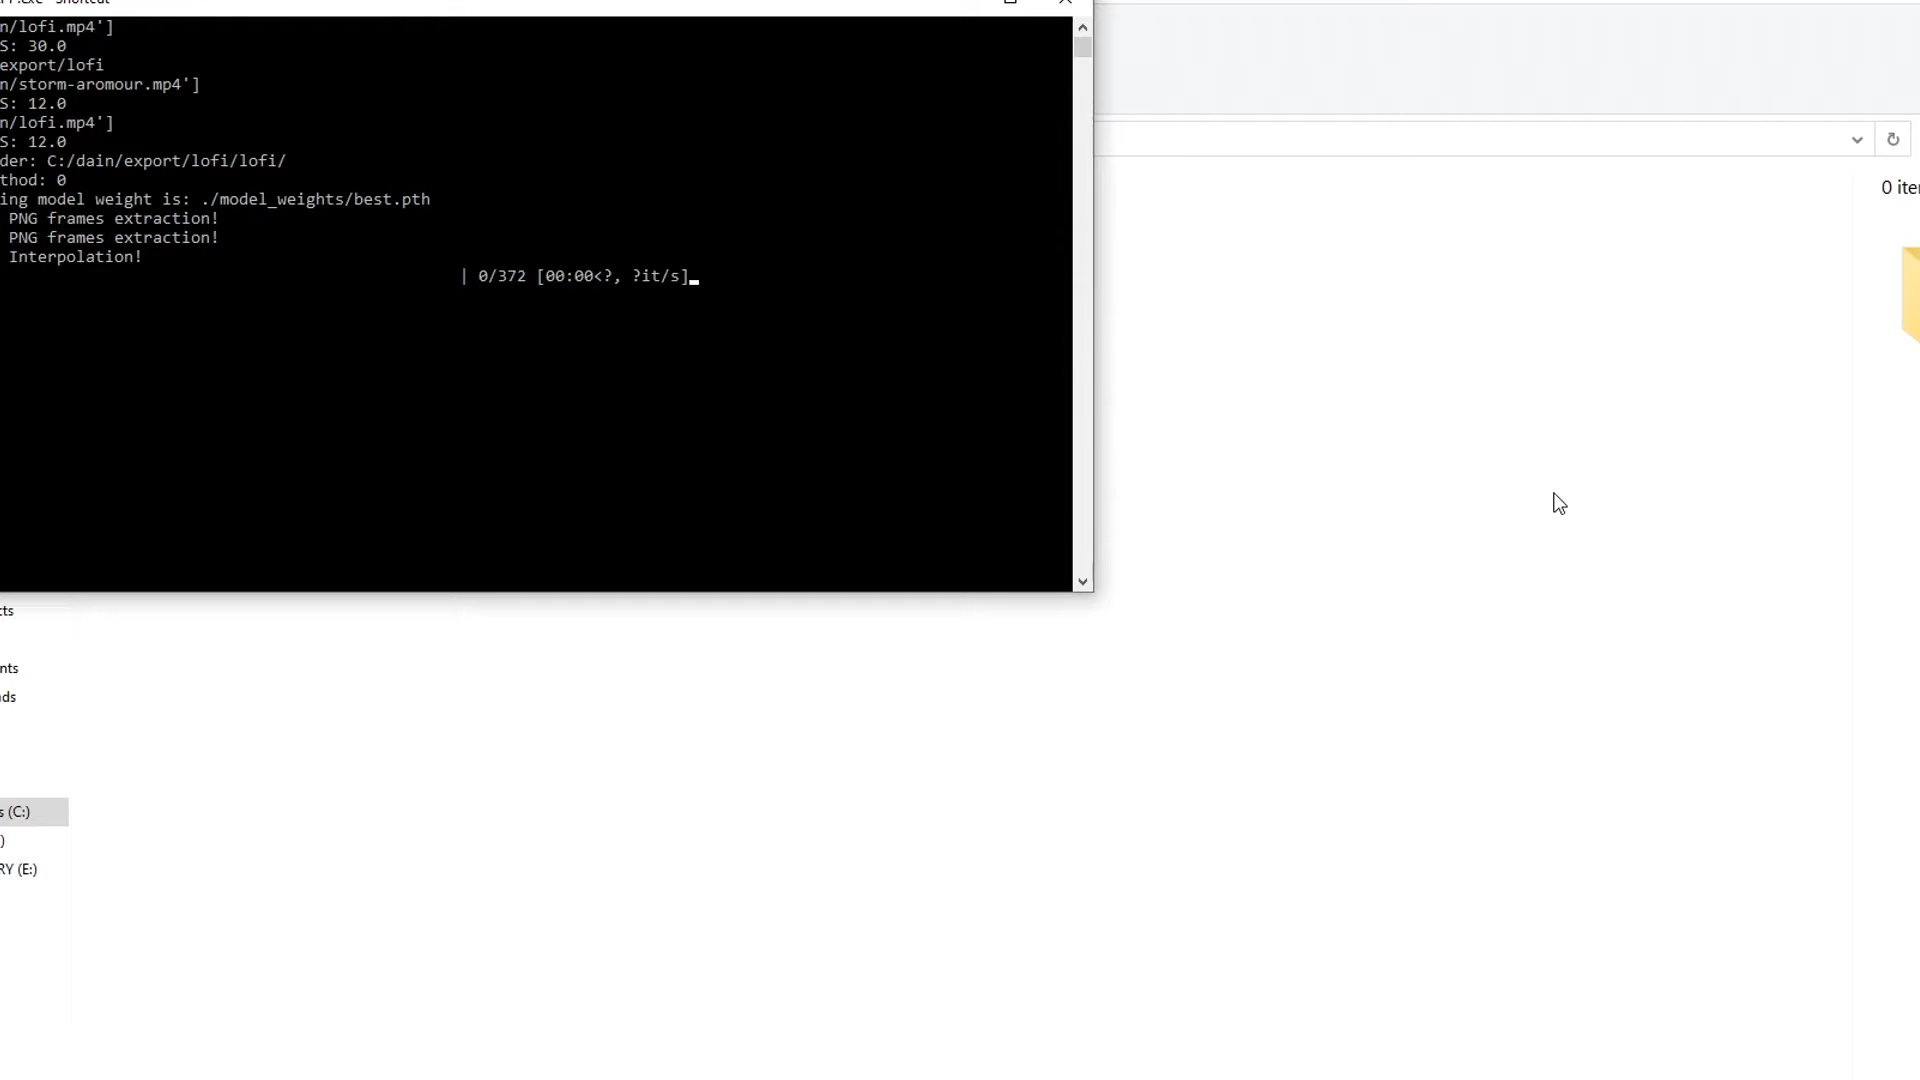 n/lofi.mp4']
S: 30.0
export/lofi
n/storm-aromour.mp4']
S: 12.0
n/lofi.mp4']
S: 12.0
der: C:/dain/export/lofi/lofi/
thod: 0
ing model weight is: ./model_weights/best.pth
PNG frames extraction!
PNG frames extraction!
Interpolation!
| 0/372 [00:00<?, ?it/s]
0 iter
cts
nts
ads
s (C:)
)
RY (E:)